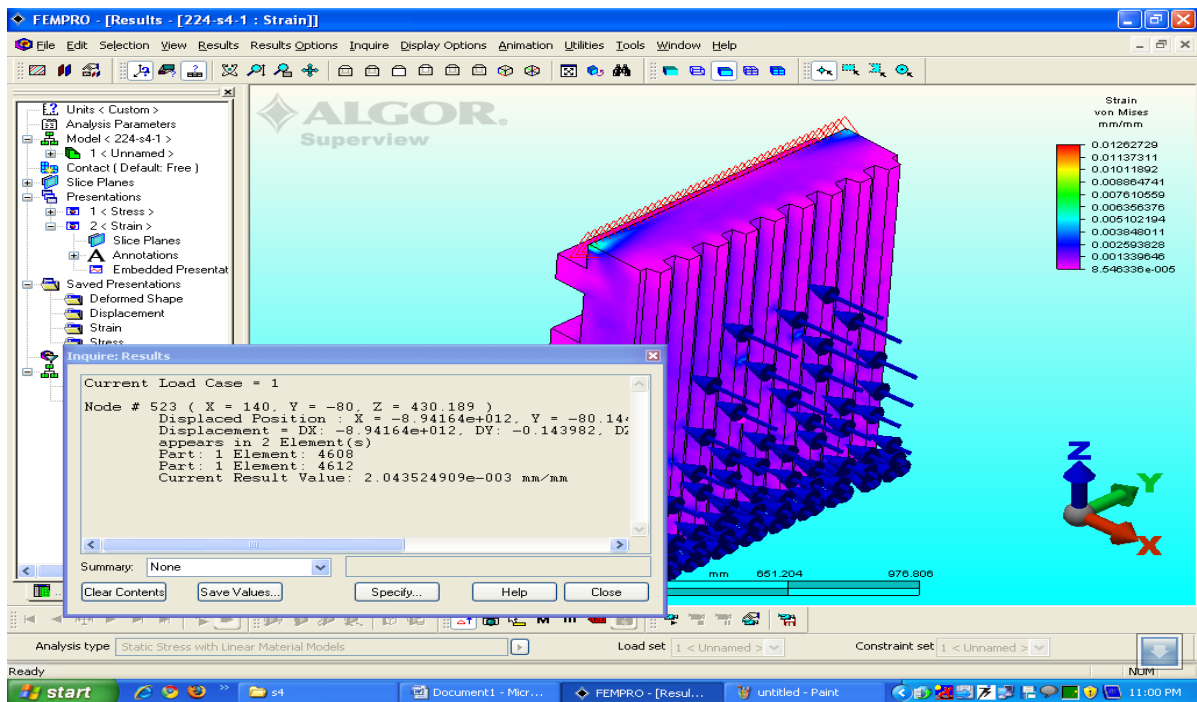 FEMPRO - [Results - [224-s4-1 : Strain]]
File Edit Selection View Results Results Options Inquire Display Options Animation Utilities Tools Window Help
Units < Custom >
Analysis Parameters
Model < 224-s4-1 >
1 < Unnamed >
Contact ( Default: Free )
Slice Planes
Presentations
1 < Stress >
2 < Strain >
Slice Planes
Annotations
Embedded Presentat
Saved Presentations
Deformed Shape
Displacement
Strain
Stress
ALGOR.
Superview
Strain
von Mises
mm/mm
0.01262729
0.01137311
0.01011892
0.008864741
0.007610559
0.006356376
0.005102194
0.003848011
0.002593828
0.001339646
8.546336e-005
Inquire: Results
Current Load Case = 1
Node # 523 ( X = 140, Y = -80, Z = 430.189 )
Displaced Position : X = -8.94164e+012, Y = -80.14
Displacement = DX: -8.94164e+012, DY: -0.143982, DZ
appears in 2 Element(s)
Part: 1 Element: 4608
Part: 1 Element: 4612
Current Result Value: 2.043524909e-003 mm/mm
Summary: None
Clear Contents Save Values... Specify... Help Close
mm 651.204 976.806
Z
Y
X
Analysis type Static Stress with Linear Material Models Load set 1 < Unnamed > Constraint set 1 < Unnamed >
Ready NUM
start s4 Document1 - Micr... FEMPRO - [Resul... untitled - Paint 11:00 PM